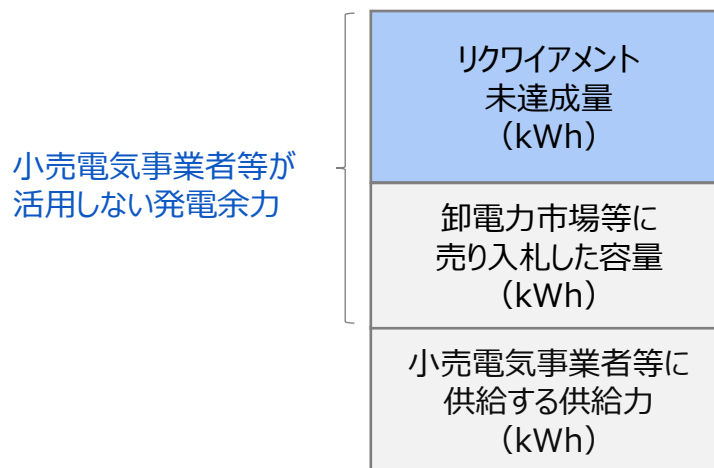 小売電気事業者等が
活用しない発電余力
リクワイアメント
未達成量
（kWh）
卸電力市場等に
売り入札した容量
（kWh）
小売電気事業者等に
供給する供給力
（kWh）